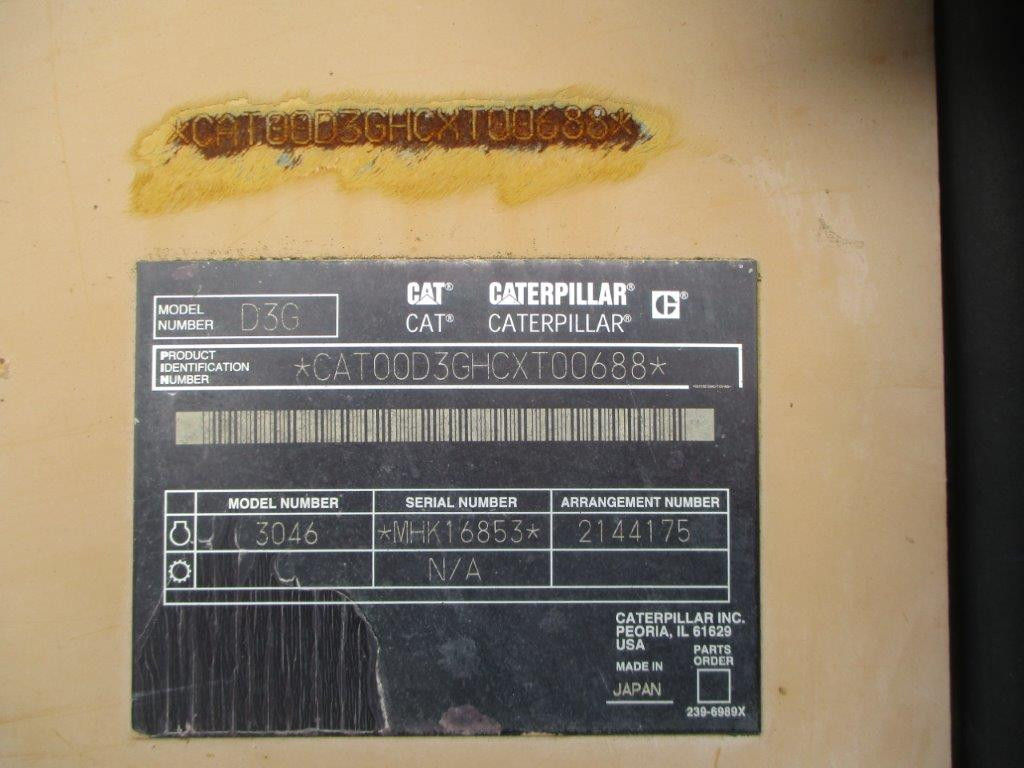 *CAT00D3GHCXT00688*
CAT® CATERPILLAR® C®
MODEL NUMBER D3G
CAT® CATERPILLAR®
PRODUCT IDENTIFICATION NUMBER *CAT00D3GHCXT00688*
MODEL NUMBER SERIAL NUMBER ARRANGEMENT NUMBER
3046 *MHK16853* 2144175
N/A
CATERPILLAR INC.
PEORIA, IL 61629
USA
PARTS ORDER
MADE IN
JAPAN
239-6989X